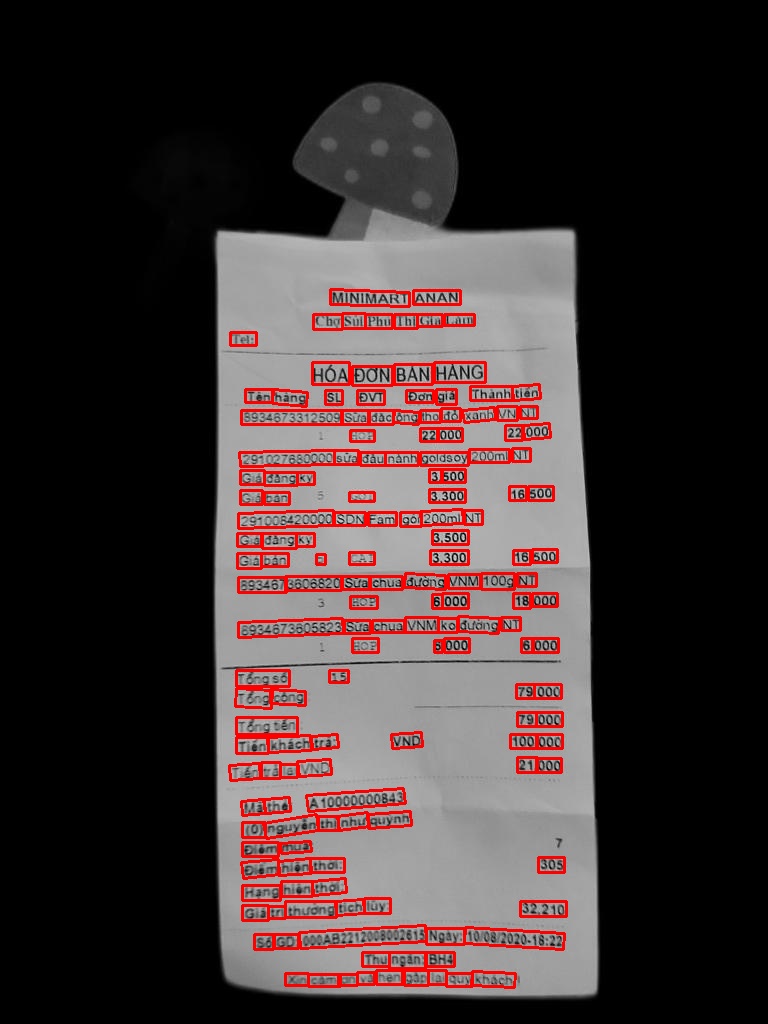 MINIMART ANAN
Chợ Sủi Phú Thị Gia Lâm
Tel:
HÓA ĐƠN BÁN HÀNG
Tên hàng SL ĐVT Đơn giá Thành tiền
8934673312509 Sữa đặc ông thọ đỏ xanh VN NT
1 HOP 22.000 22.000
291027680000 sữa đậu nành goldsoy 200ml NT
Giá đăng ký 3.500
Giá bán 5 GOI 3.300 16.500
291008420000 SDN Fami gói 200ml NT
Giá đăng ký 3.500
Giá bán 5 3.300 16.500
8934673606820 Sữa chua đường VNM 100g NT
3 HOP 6.000 18.000
8934673605823 Sữa chua VNM ko đường NT
1 HOP 6.000 6.000
Tổng số 15
Tổng cộng 79.000
Tổng tiền : 79.000
Tiền khách trả: VND 100.000
Tiền trả lại VND 21.000
Mã thẻ A10000000843
(0) nguyễn thị như quỳnh
Điểm mua: 7
Điểm hiện thời: 305
Hạng hiện thời:
Giá trị thưởng tích lũy: 32,210
Số GD: 000AB2212008002615 Ngày: 10/08/2020-18:22
Thu ngân: BH4
Xin cảm ơn và hẹn gặp lại quý khách !